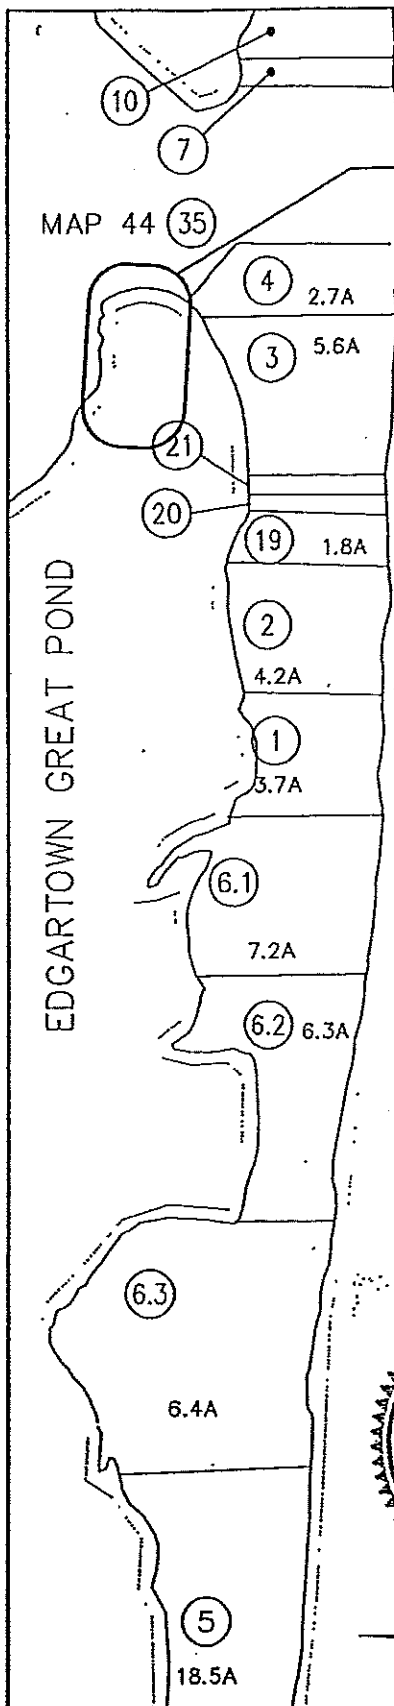 10
7
MAP 44 35
4
2.7A
3
5.6A
21
20
19
1.8A
2
4.2A
1
3.7A
EDGARTOWN GREAT POND
6.1
7.2A
6.2
6.3A
6.3
6.4A
5
18.5A